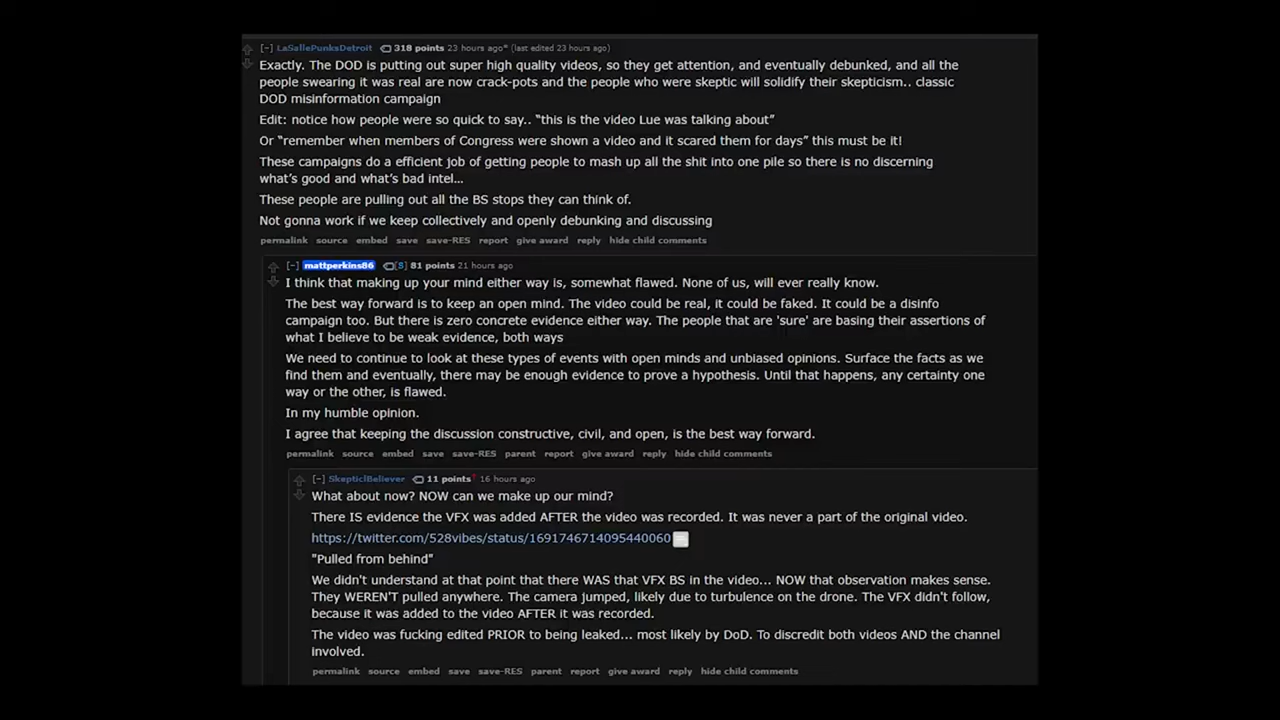 [-] LaSallePunksDetroit 318 points 23 hours ago* (last edited 23 hours ago)
Exactly. The DOD is putting out super high quality videos, so they get attention, and eventually debunked, and all the
people swearing it was real are now crack-pots and the people who were skeptic will solidify their skepticism.. classic
DOD misinformation campaign
Edit: notice how people were so quick to say.. “this is the video Lue was talking about”
Or “remember when members of Congress were shown a video and it scared them for days” this must be it!
These campaigns do a efficient job of getting people to mash up all the shit into one pile so there is no discerning
what’s good and what’s bad intel...
These people are pulling out all the BS stops they can think of.
Not gonna work if we keep collectively and openly debunking and discussing
permalink source embed save save-RES report give award reply hide child comments
[-] mattperkins86 [S] 81 points 21 hours ago
I think that making up your mind either way is, somewhat flawed. None of us, will ever really know.
The best way forward is to keep an open mind. The video could be real, it could be faked. It could be a disinfo
campaign too. But there is zero concrete evidence either way. The people that are 'sure' are basing their assertions of
what I believe to be weak evidence, both ways
We need to continue to look at these types of events with open minds and unbiased opinions. Surface the facts as we
find them and eventually, there may be enough evidence to prove a hypothesis. Until that happens, any certainty one
way or the other, is flawed.
In my humble opinion.
I agree that keeping the discussion constructive, civil, and open, is the best way forward.
permalink source embed save save-RES parent report give award reply hide child comments
[-] SkepticlBeliever 11 points 16 hours ago
What about now? NOW can we make up our mind?
There IS evidence the VFX was added AFTER the video was recorded. It was never a part of the original video.
https://twitter.com/528vibes/status/1691746714095440060
"Pulled from behind"
We didn't understand at that point that there WAS that VFX BS in the video... NOW that observation makes sense.
They WEREN'T pulled anywhere. The camera jumped, likely due to turbulence on the drone. The VFX didn't follow,
because it was added to the video AFTER it was recorded.
The video was fucking edited PRIOR to being leaked... most likely by DoD. To discredit both videos AND the channel
involved.
permalink source embed save save-RES parent report give award reply hide child comments